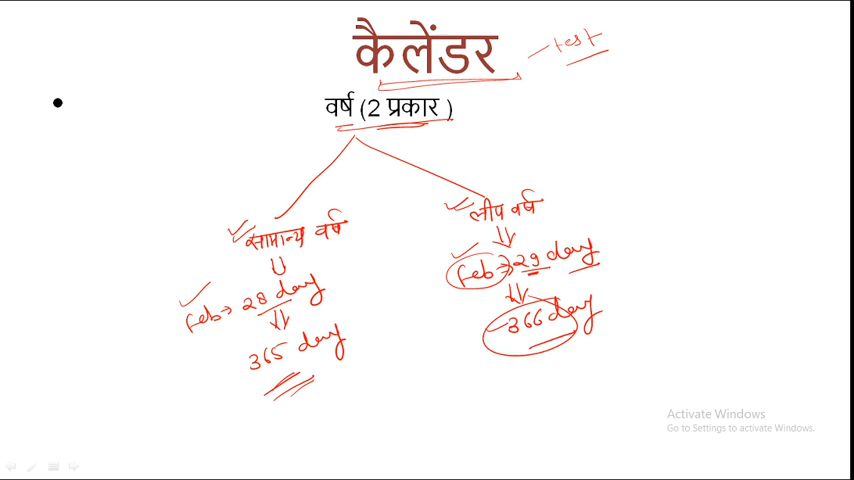 कैलेंडर
test
वर्ष (2 प्रकार )
सामान्य वर्ष
लीप वर्ष
Feb → 28 day
Feb → 29 day
365 day
366 day
Activate Windows
Go to Settings to activate Windows.